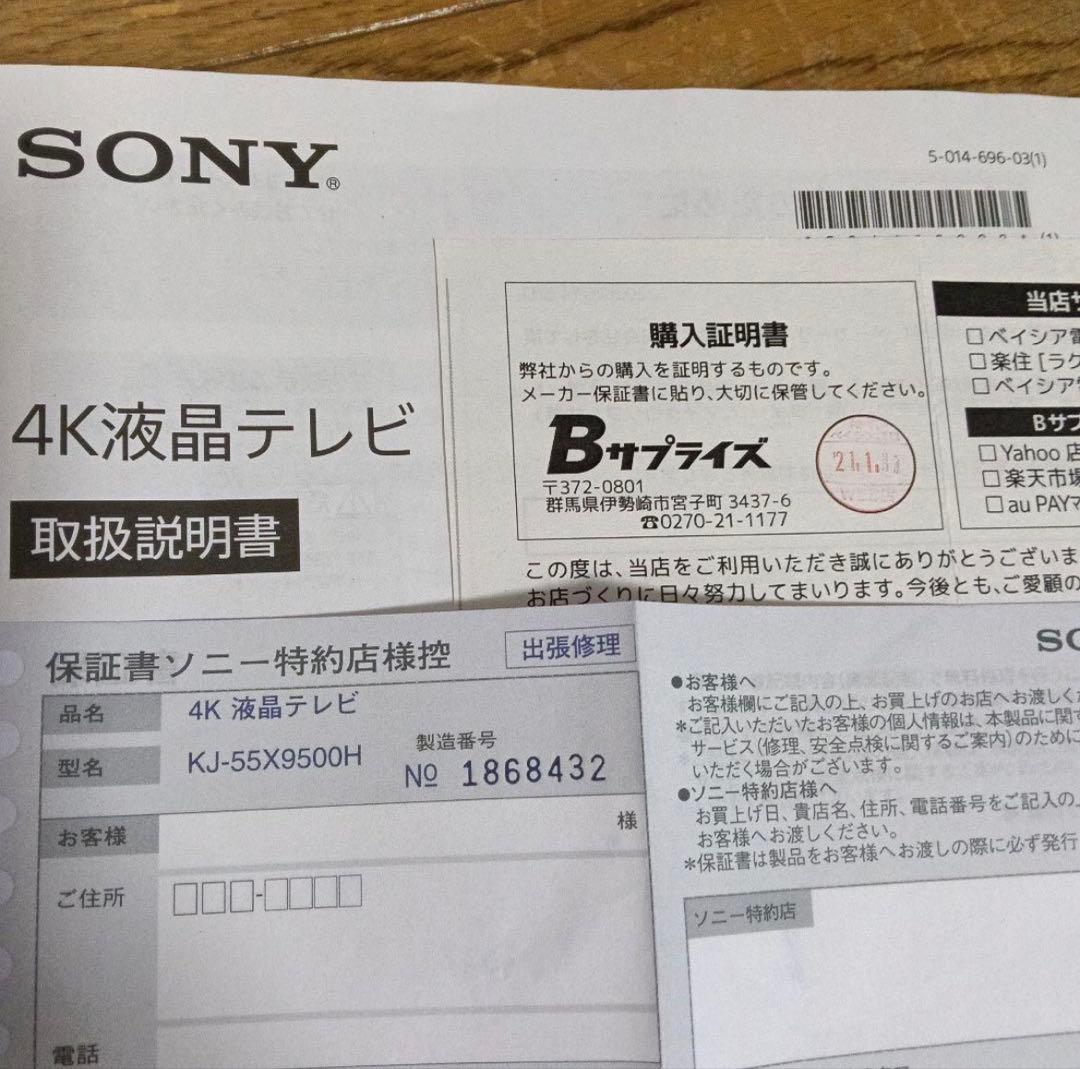 SONY®
5-014-696-03(1)
4K液晶テレビ
取扱説明書
購入証明書
弊社からの購入を証明するものです。
メーカー保証書に貼り、大切に保管してください。
Bサプライズ
〒372-0801
群馬県伊勢崎市宮子町 3437-6
☎0270-21-1177
'21.1.
この度は、当店をご利用いただき誠にありがとうございま
お店づくりに日々努力してまいります。今後とも、ご愛顧の
当店サ
□ベイシア電
□楽住 [ラク
□ベイシア
Bサプ
□Yahoo 店
□楽天市場
□au PAYマ
保証書ソニー特約店様控
出張修理
品名
4K 液晶テレビ
型名
KJ-55X9500H
製造番号
№ 1868432
お客様
様
ご住所
電話
SO
●お客様へ
お客様欄にご記入の上、お買上げのお店へお渡しく
*ご記入いただいたお客様の個人情報は、本製品に関す
サービス(修理、安全点検に関するご案内)のために
いただく場合がございます。
●ソニー特約店様へ
お買上げ日、貴店名、住所、電話番号をご記入の上
お客様へお渡しください。
*保証書は製品をお客様へお渡しの際に必ず発行
ソニー特約店